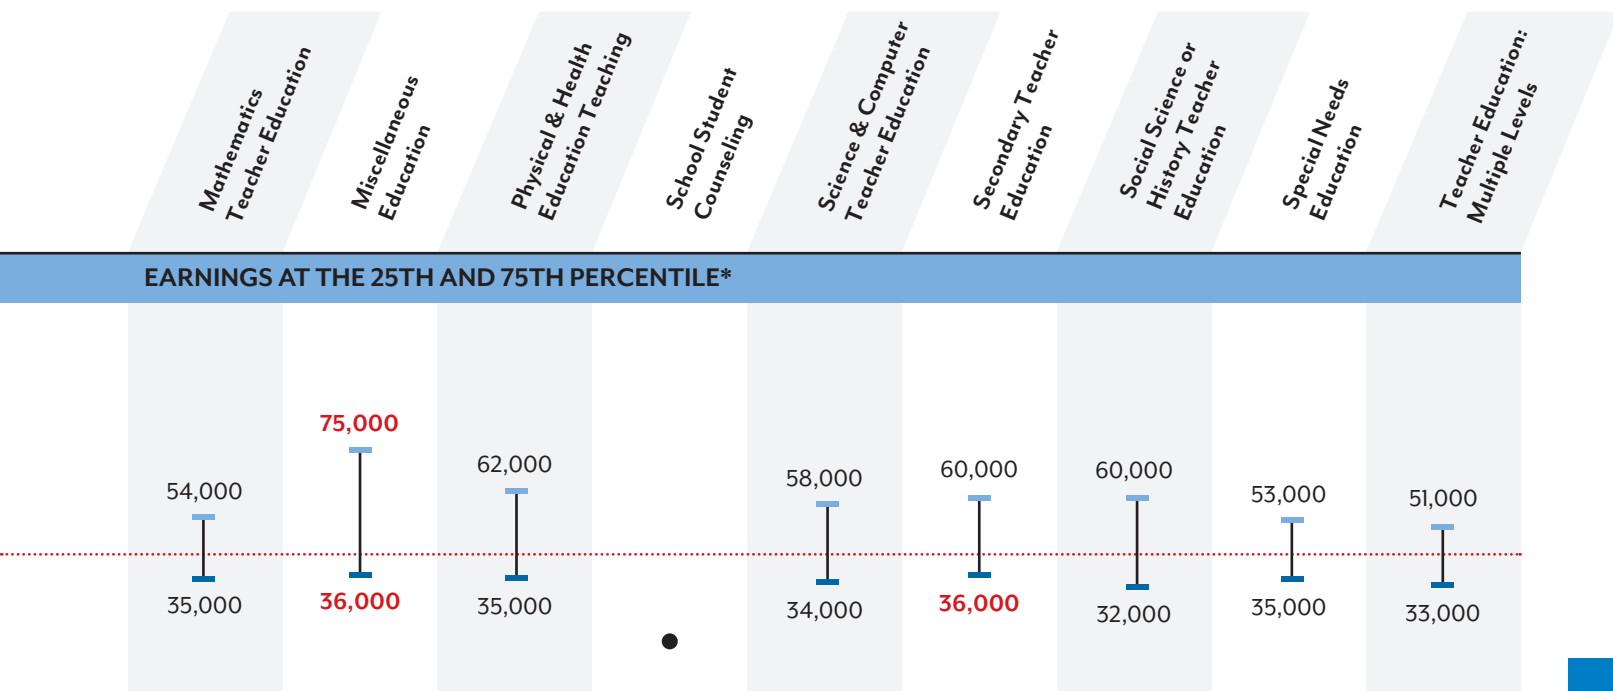 Mathematics
Teacher Education
Miscellaneous
Education
Physical & Health
Education Teaching
School Student
Counseling
Science & Computer
Teacher Education
Secondary Teacher
Education
Social Science or
History Teacher
Education
Special Needs
Education
Teacher Education:
Multiple Levels
EARNINGS AT THE 25TH AND 75TH PERCENTILE*
54,000
75,000
62,000
58,000
60,000
60,000
53,000
51,000
35,000
36,000
35,000
34,000
36,000
32,000
35,000
33,000